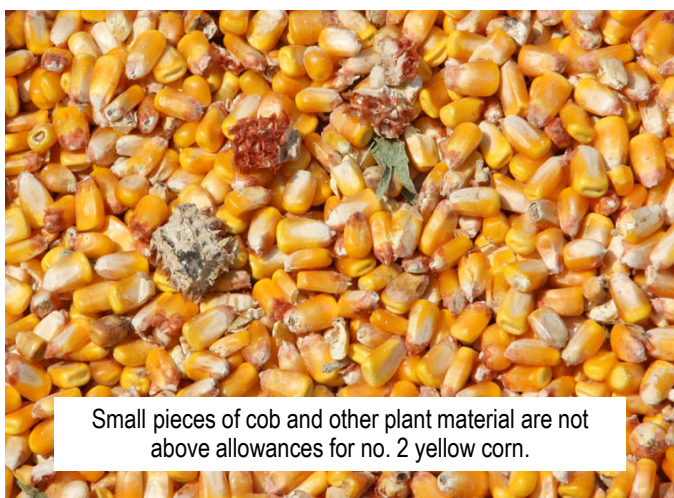 Small pieces of cob and other plant material are not
above allowances for no. 2 yellow corn.